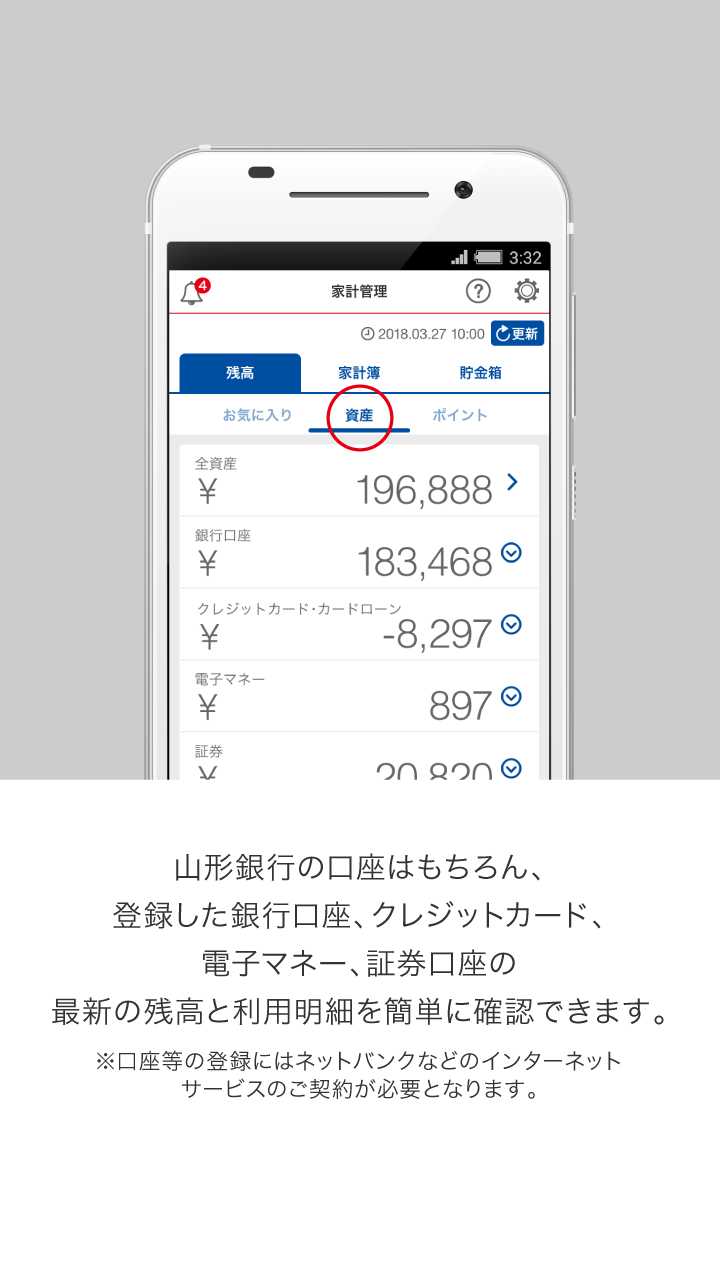 3:32
4
家計管理
?
2018.03.27 10:00 更新
残高 家計簿 貯金箱
お気に入り 資産 ポイント
全資産
¥ 196,888
銀行口座
¥ 183,468
クレジットカード・カードローン
¥ -8,297
電子マネー
¥ 897
証券
¥ 20,820
山形銀行の口座はもちろん、
登録した銀行口座、クレジットカード、
電子マネー、証券口座の
最新の残高と利用明細を簡単に確認できます。
※口座等の登録にはネットバンクなどのインターネット
サービスのご契約が必要となります。